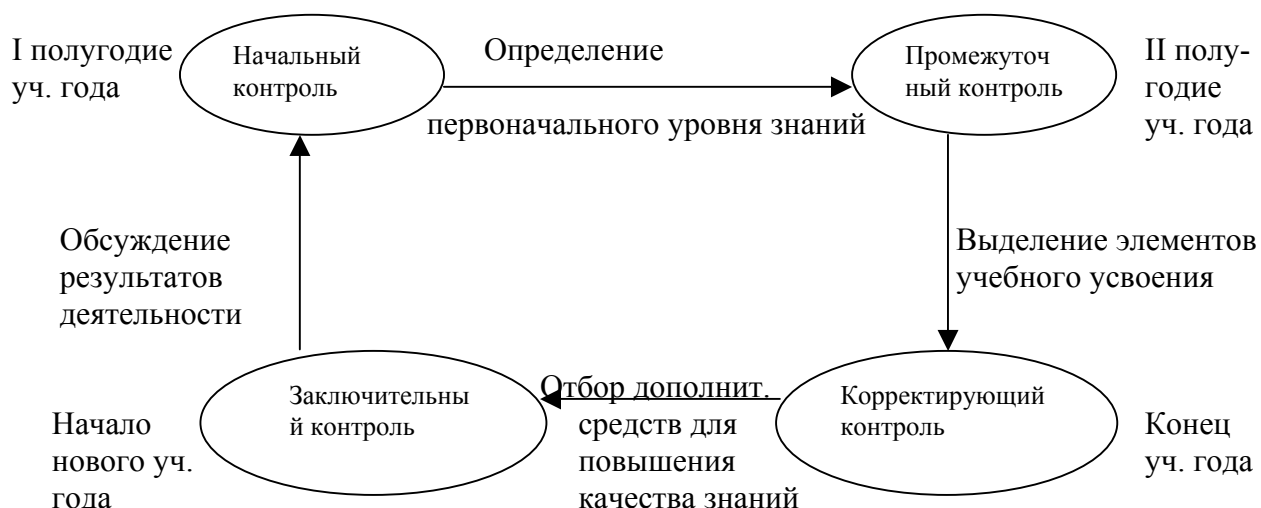 I полугодие
уч. года
Начальный
контроль
Определение
первоначального уровня знаний
Промежуточ
ный контроль
II полу-
годие
уч. года
Обсуждение
результатов
деятельности
Выделение элементов
учебного усвоения
Начало
нового уч.
года
Заключительны
й контроль
Отбор дополнит.
средств для
повышения
качества знаний
Корректирующий
контроль
Конец
уч. года